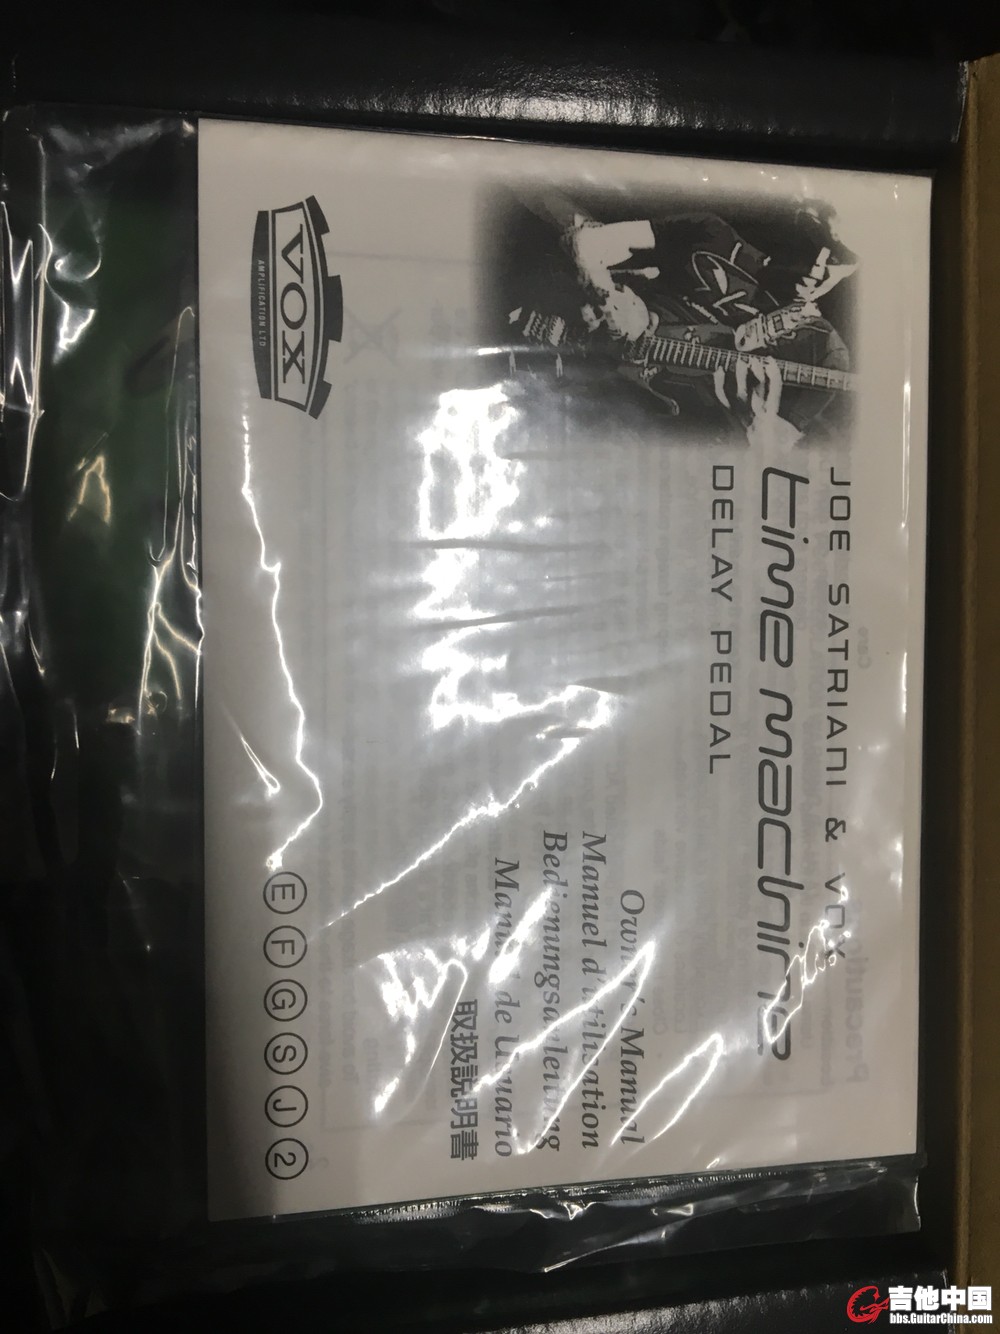 JOE SATRIANI & VOX
time machine
DELAY PEDAL
Owner's Manual
Manuel d'utilisation
Bedienungsanleitung
Manual de Usuario
取扱説明書
VOX
AMPLIFICATION LTD
E F G S J 2
吉他中国
bbs.GuitarChina.com